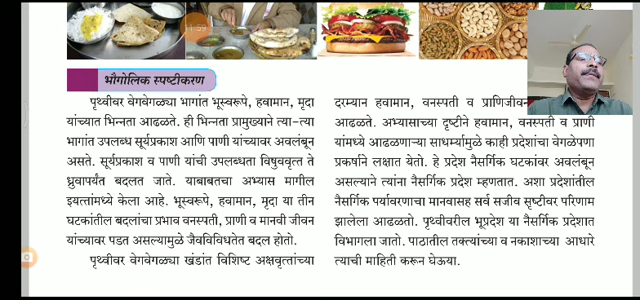 11:59
भौगोलिक स्पष्टीकरण
पृथ्वीवर वेगवेगळ्या भागांत भूस्वरूपे, हवामान, मृदा
यांच्यात भिन्नता आढळते. ही भिन्नता प्रामुख्याने त्या-त्या
भागांत उपलब्ध सूर्यप्रकाश आणि पाणी यांच्यावर अवलंबून
असते. सूर्यप्रकाश व पाणी यांची उपलब्धता विषुववृत्त ते
ध्रुवापर्यंत बदलत जाते. याबाबतचा अभ्यास मागील
इयत्तांमध्ये केला आहे. भूस्वरूपे, हवामान, मृदा या तीन
घटकांतील बदलांचा प्रभाव वनस्पती, प्राणी व मानवी जीवन
यांच्यावर पडत असल्यामुळे जैवविविधतेत बदल होतो.
पृथ्वीवर वेगवेगळ्या खंडांत विशिष्ट अक्षवृत्तांच्या
दरम्यान हवामान, वनस्पती व प्राणिजीवन
आढळते. अभ्यासाच्या दृष्टीने हवामान, वनस्पती व प्राणी
यांमध्ये आढळणाऱ्या साधर्म्यामुळे काही प्रदेशांचा वेगळेपणा
प्रकर्षाने लक्षात येतो. हे प्रदेश नैसर्गिक घटकांवर अवलंबून
असल्याने त्यांना नैसर्गिक प्रदेश म्हणतात. अशा प्रदेशांतील
नैसर्गिक पर्यावरणाचा मानवासह सर्व सजीव सृष्टीवर परिणाम
झालेला आढळतो. पृथ्वीवरील भूप्रदेश या नैसर्गिक प्रदेशात
विभागला जातो. पाठातील तक्त्यांच्या व नकाशाच्या आधारे
त्याची माहिती करून घेऊया.